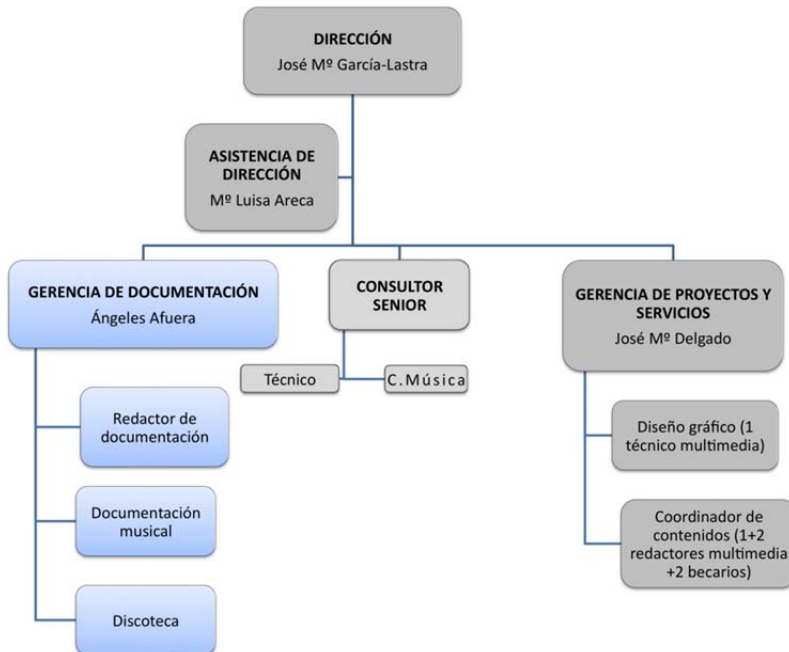 DIRECCIÓN
José Mº García-Lastra
ASISTENCIA DE
DIRECCIÓN
Mº Luisa Areca
GERENCIA DE DOCUMENTACIÓN
Ángeles Afuera
CONSULTOR
SENIOR
GERENCIA DE PROYECTOS Y
SERVICIOS
José Mº Delgado
Técnico
C.Música
Redactor de
documentación
Documentación
musical
Discoteca
Diseño gráfico (1
técnico multimedia)
Coordinador de
contenidos (1+2
redactores multimedia
+2 becarios)